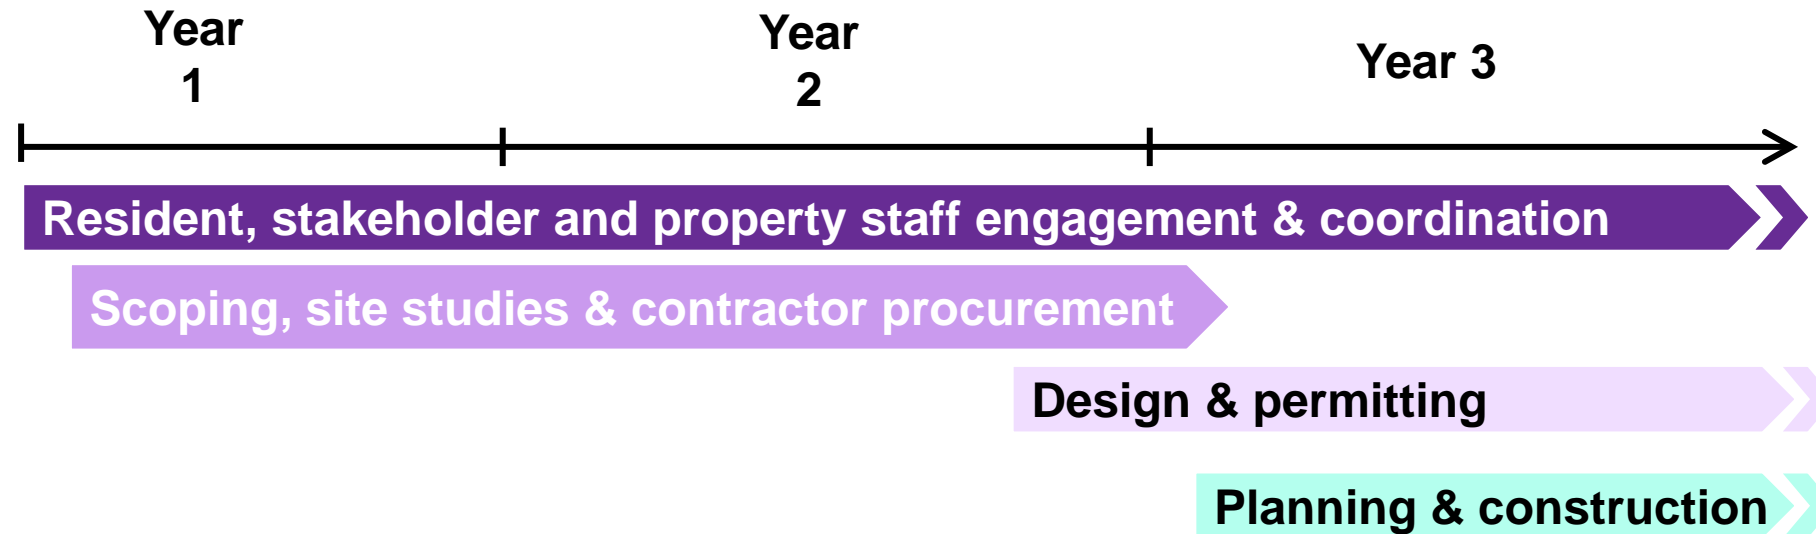 Year
1
Year
2
Year 3
Resident, stakeholder and property staff engagement & coordination
Scoping, site studies & contractor procurement
Design & permitting
Planning & construction